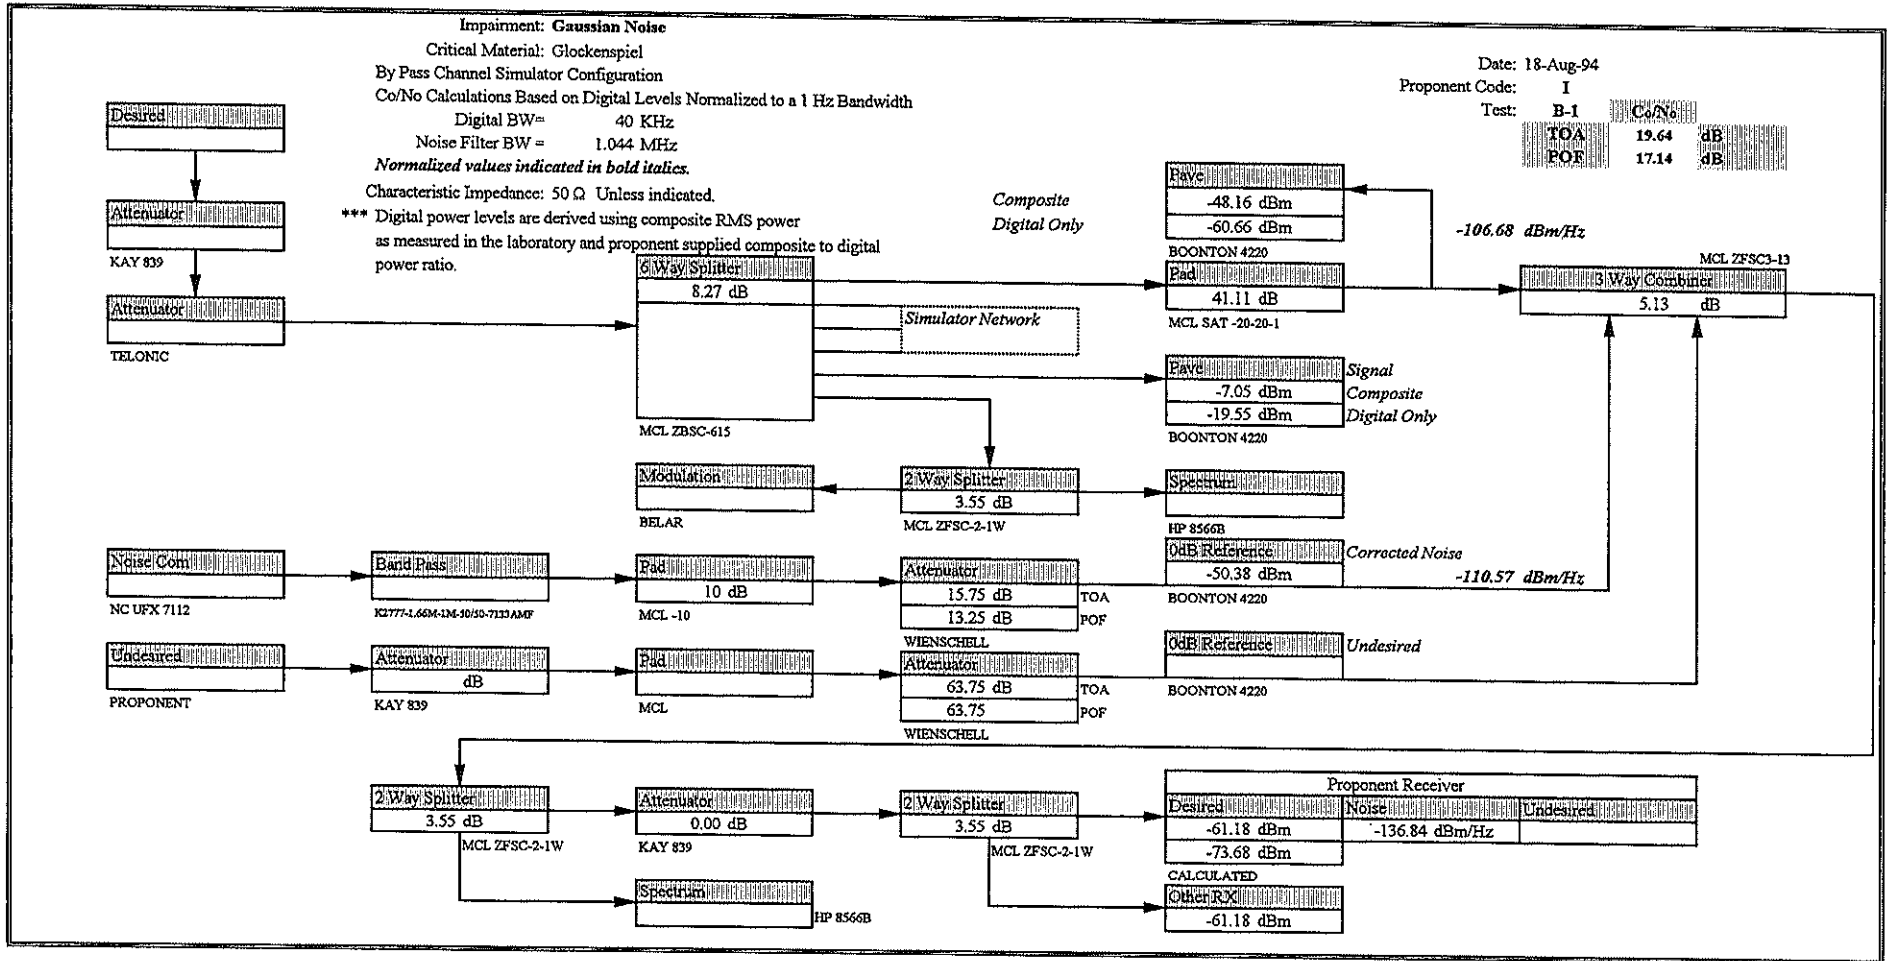 Impairment: Gaussian Noise
Critical Material: Glockenspiel
By Pass Channel Simulator Configuration
Co/No Calculations Based on Digital Levels Normalized to a 1 Hz Bandwidth
Digital BW= 40 KHz
Noise Filter BW = 1.044 MHz
Normalized values indicated in bold italics.
Characteristic Impedance: 50 Ω Unless indicated.
*** Digital power levels are derived using composite RMS power
as measured in the laboratory and proponent supplied composite to digital
power ratio.
Date: 18-Aug-94
Proponent Code: I
Test: B-1 Co/No
TOA 19.64 dB
POF 17.14 dB
Desired
Attenuator
KAY 839
Attenuator
TELONIC
6 Way Splitter
8.27 dB
MCL ZBSC-615
Simulator Network
Composite
Digital Only
Pave
-48.16 dBm
-60.66 dBm
BOONTON 4220
-106.68 dBm/Hz
Pad
41.11 dB
MCL SAT -20-20-1
MCL ZFSC3-13
3 Way Combiner
5.13 dB
Pave
-7.05 dBm
-19.55 dBm
BOONTON 4220
Signal
Composite
Digital Only
Modulation
BELAR
2 Way Splitter
3.55 dB
MCL ZFSC-2-1W
Spectrum
HP 8566B
Noise Com
NC UFX 7112
Band Pass
K2777-1.66M-1M-50/50-7133AMF
Pad
10 dB
MCL -10
Attenuator
15.75 dB TOA
13.25 dB POF
WIENSCHELL
0dB Reference
-50.38 dBm
BOONTON 4220
Corrected Noise
-110.57 dBm/Hz
Undesired
PROPONENT
Attenuator
dB
KAY 839
Pad
MCL
Attenuator
63.75 dB TOA
63.75 POF
WIENSCHELL
0dB Reference
BOONTON 4220
Undesired
2 Way Splitter
3.55 dB
MCL ZFSC-2-1W
Attenuator
0.00 dB
KAY 839
2 Way Splitter
3.55 dB
MCL ZFSC-2-1W
Proponent Receiver
Desired Noise Undesired
-61.18 dBm -136.84 dBm/Hz
-73.68 dBm
CALCULATED
Spectrum
HP 8566B
Other RX
-61.18 dBm